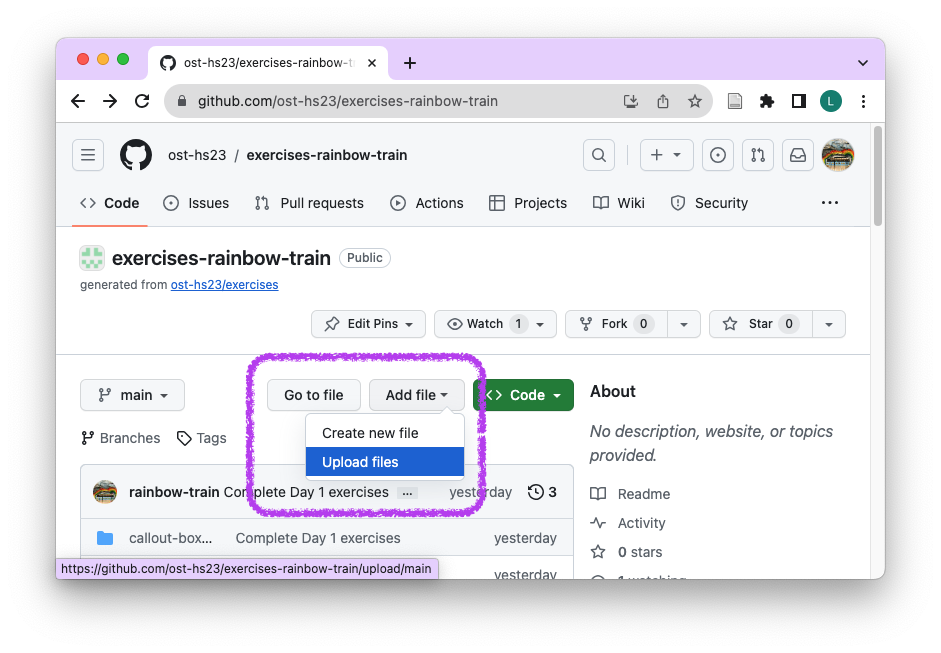 ost-hs23/exercises-rainbow-t
github.com/ost-hs23/exercises-rainbow-train
L
ost-hs23 / exercises-rainbow-train
Code Issues Pull requests Actions Projects Wiki Security
exercises-rainbow-train Public
generated from ost-hs23/exercises
Edit Pins Watch 1 Fork 0 Star 0
main Go to file Add file Code
About
Create new file
Branches Tags
Upload files
No description, website, or topics
provided.
rainbow-train Complete Day 1 exercises ... yesterday 3
Readme
Activity
callout-box... Complete Day 1 exercises yesterday
0 stars
https://github.com/ost-hs23/exercises-rainbow-train/upload/main
yesterday
1 watching